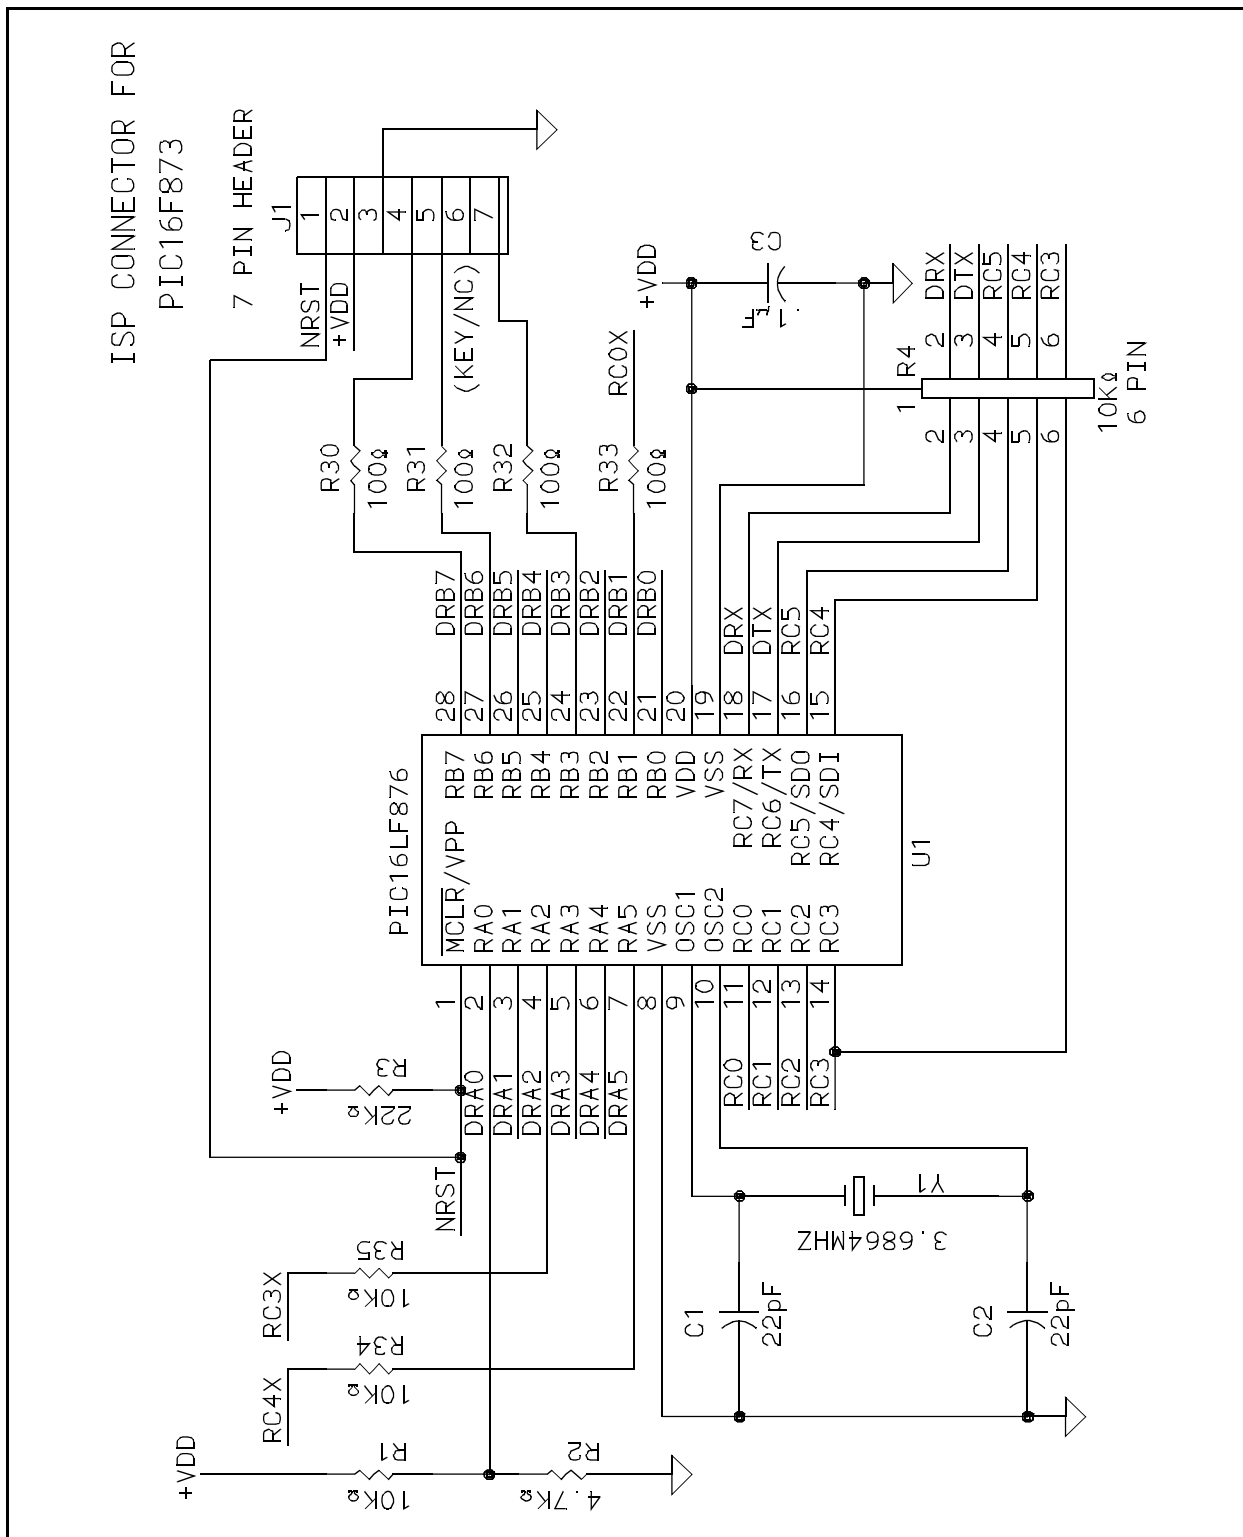 ISP CONNECTOR FOR
PIC16F873
7 PIN HEADER
J1
1
2
3
4
5
6
7
NRST
+VDD
(KEY/NC)
R30
100Ω
R31
100Ω
R32
100Ω
R33
100Ω
RC0X
+VDD
C3
.1µF
DRX
DTX
RC5
RC4
RC3
2
3
4
5
6
R4
1
10KΩ
6 PIN
2
3
4
5
6
DRB7
DRB6
DRB5
DRB4
DRB3
DRB2
DRB1
DRB0
DRX
DTX
RC5
RC4
28
27
26
25
24
23
22
21
20
19
18
17
16
15
PIC16LF876
RB7
RB6
RB5
RB4
RB3
RB2
RB1
RB0
VDD
VSS
RC7/RX
RC6/TX
RC5/SDO
RC4/SDI
U1
MCLR/VPP
RA0
RA1
RA2
RA3
RA4
RA5
VSS
OSC1
OSC2
RC0
RC1
RC2
RC3
1
2
3
4
5
6
7
8
9
10
11
12
13
14
+VDD
R3
22KΩ
NRST
DRA0
DRA1
DRA2
DRA3
DRA4
DRA5
RC0
RC1
RC2
RC3
RC3X
R35
10KΩ
RC4X
R34
10KΩ
+VDD
R1
10KΩ
R2
4.7KΩ
Y1
3.6864MHZ
C1
22pF
C2
22pF